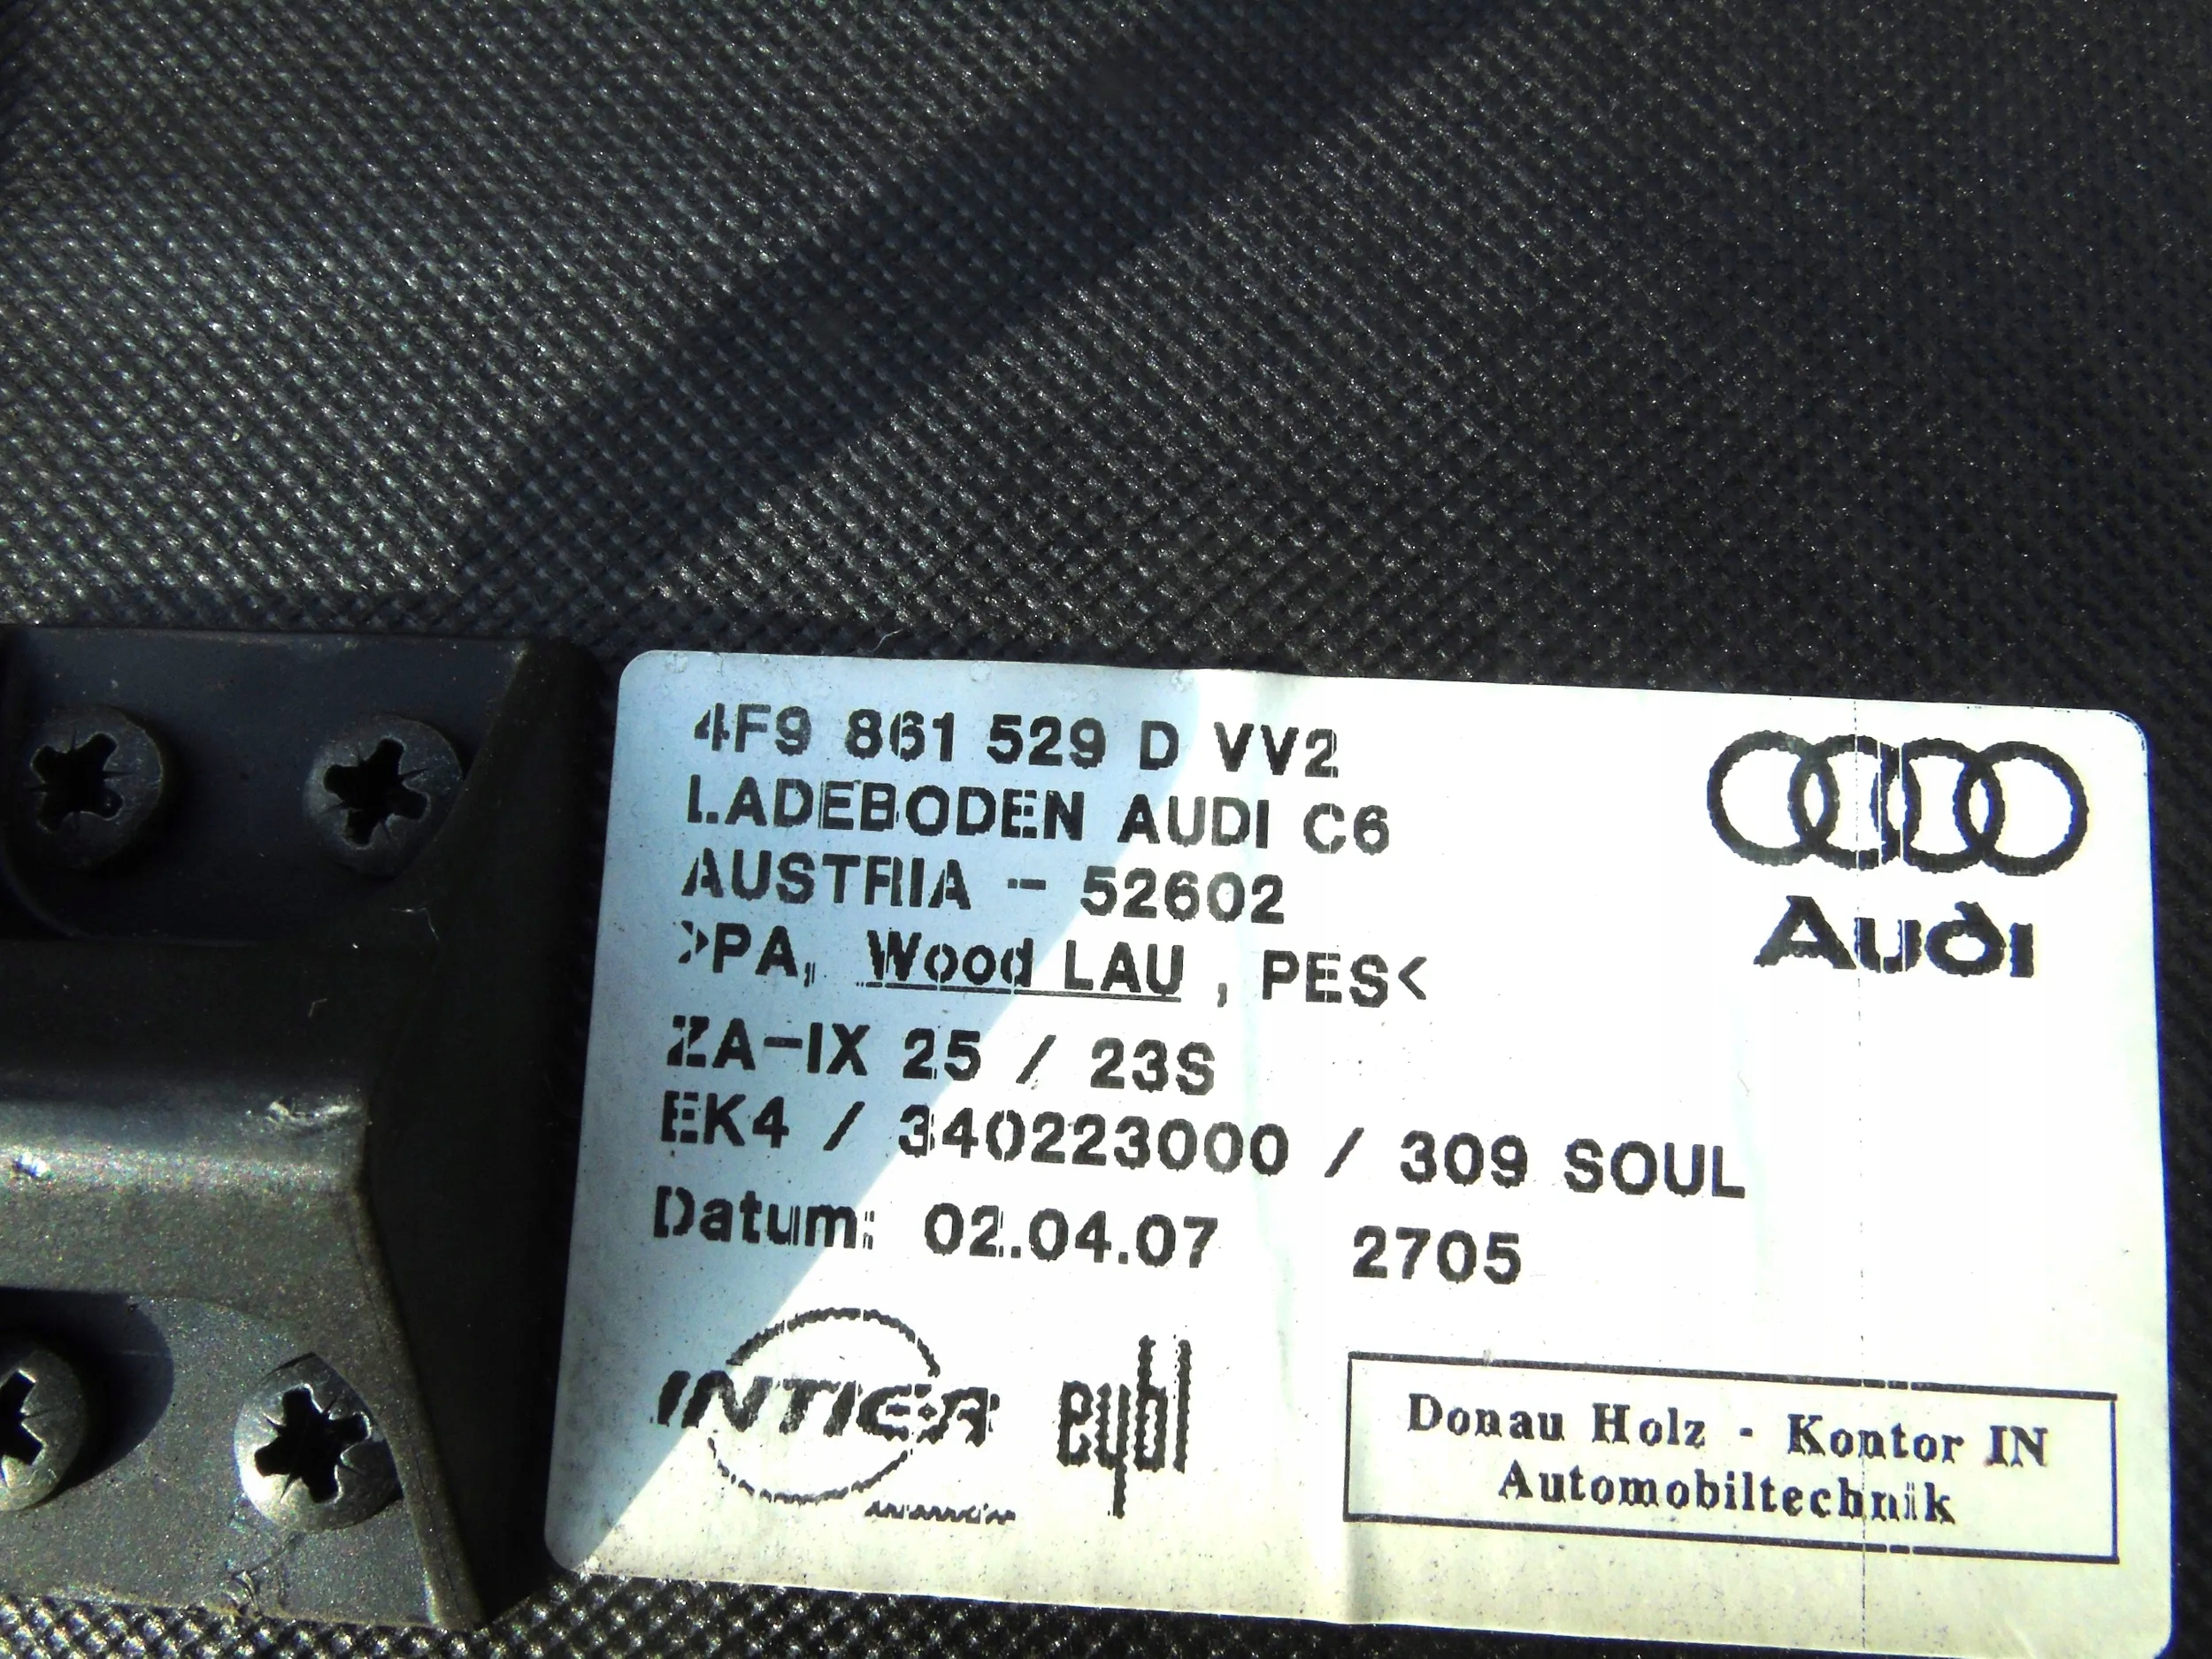 4F9 861 529 D VV2
LADEBODEN AUDI C6
AUSTRIA - 52602
>PA, Wood LAU , PES<
ZA-IX 25 / 23S
EK4 / 340223000 / 309 SOUL
Datum: 02.04.07 2705
Audi
INTIER
eybl
Donau Holz - Kontor IN
Automobiltechnik